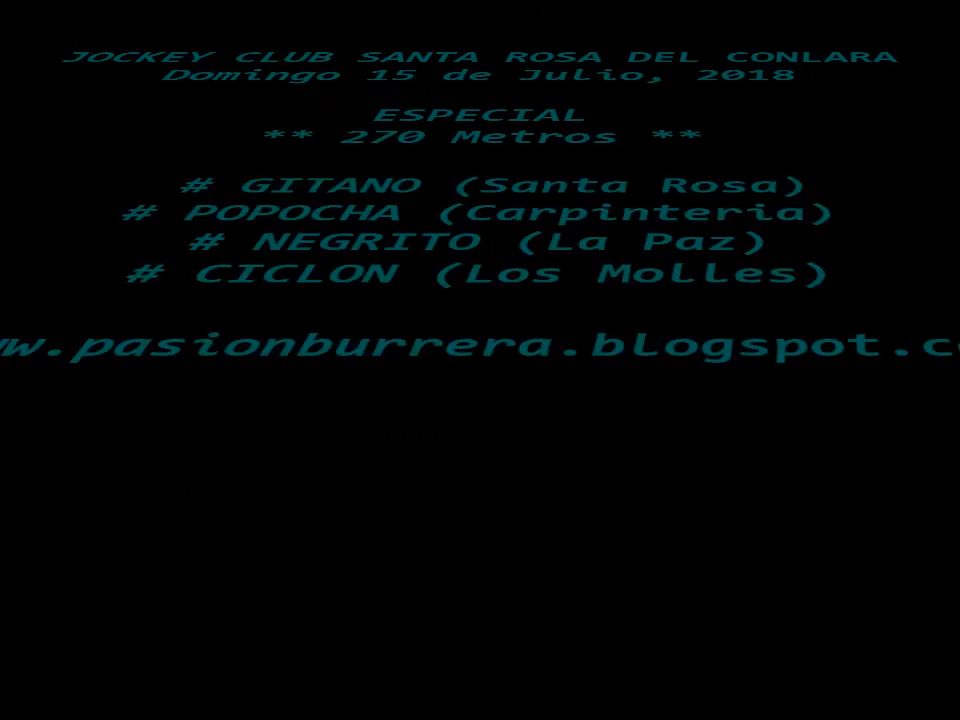 JOCKEY CLUB SANTA ROSA DEL CONLARA
Domingo 15 de Julio, 2018
ESPECIAL
** 270 Metros **
# GITANO (Santa Rosa)
# POPOCHA (Carpinteria)
# NEGRITO (La Paz)
# CICLON (Los Molles)
w.pasionburrera.blogspot.c